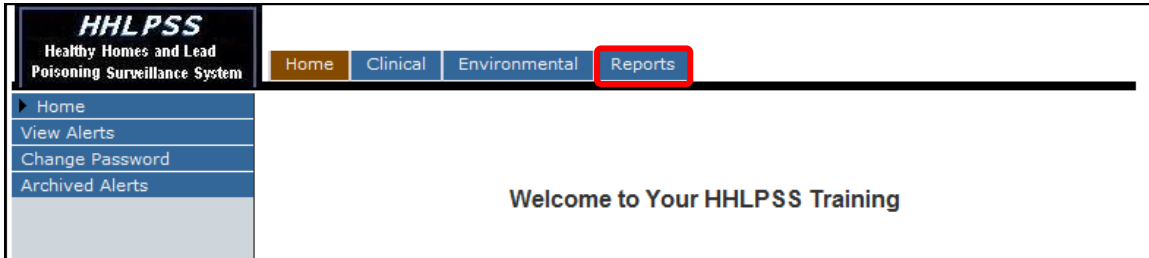 HHLPSS
Healthy Homes and Lead
Poisoning Surveillance System
Home Clinical Environmental Reports
Home
View Alerts
Change Password
Archived Alerts
Welcome to Your HHLPSS Training